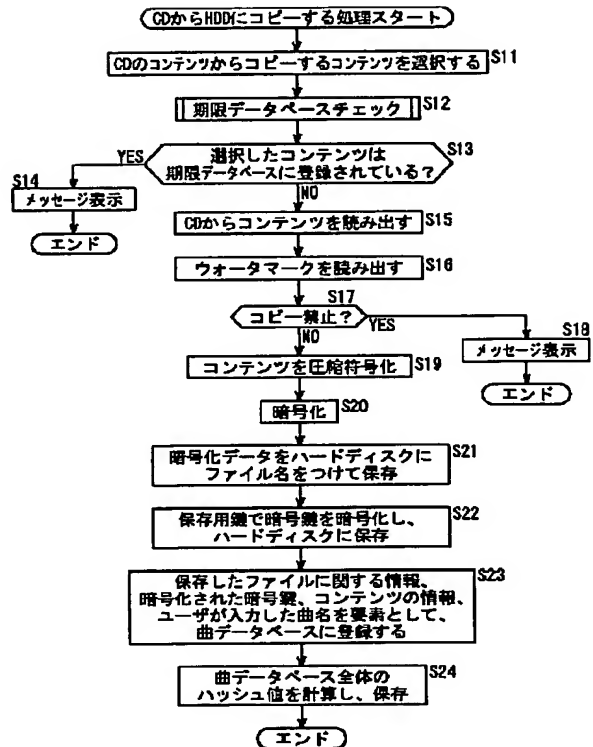 CDからHDDにコピーする処理スタート
CDのコンテンツからコピーするコンテンツを選択する S11
期限データベースチェック S12
選択したコンテンツは
期限データベースに登録されている？
S13
YES
S14
メッセージ表示
エンド
NO
CDからコンテンツを読み出す S15
ウォータマークを読み出す S16
S17
コピー禁止？
YES
S18
メッセージ表示
エンド
NO
コンテンツを圧縮符号化 S19
暗号化 S20
暗号化データをハードディスクに
ファイル名をつけて保存
S21
保存用鍵で暗号鍵を暗号化し、
ハードディスクに保存
S22
保存したファイルに関する情報、
暗号化された暗号鍵、コンテンツの情報、
ユーザが入力した曲名を要素として、
曲データベースに登録する
S23
曲データベース全体の
ハッシュ値を計算し、保存
S24
エンド